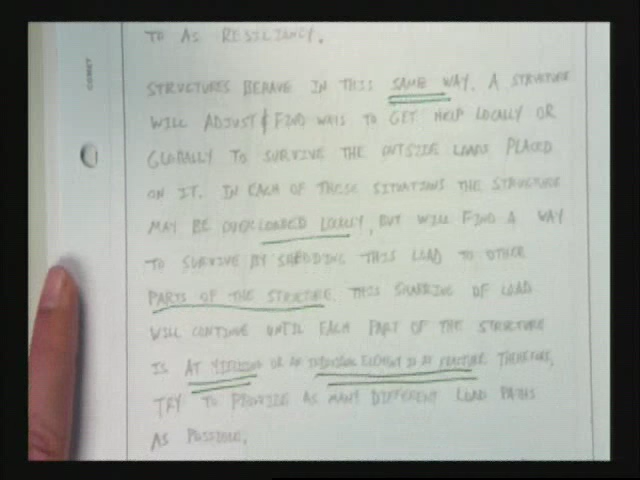 TO AS RESILIANCY.
COMET
STRUCTURES BEHAVE IN THIS SAME WAY. A STRUCTURE
WILL ADJUST & FIND WAYS TO GET HELP LOCALLY OR
GLOBALLY TO SURVIVE THE OUTSIDE LOADS PLACED
ON IT. IN EACH OF THESE SITUATIONS THE STRUCTURE
MAY BE OVERLOADED LOCALLY, BUT WILL FIND A WAY
TO SURVIVE BY SHEDDING THIS LOAD TO OTHER
PARTS OF THE STRUCTURE. THIS SHARING OF LOAD
WILL CONTINUE UNTIL EACH PART OF THE STRUCTURE
IS AT YIELDING OR AN INDIVIDUAL ELEMENT IS AT FRACTURE. THEREFORE,
TRY TO PROVIDE AS MANY DIFFERENT LOAD PATHS
AS POSSIBLE.